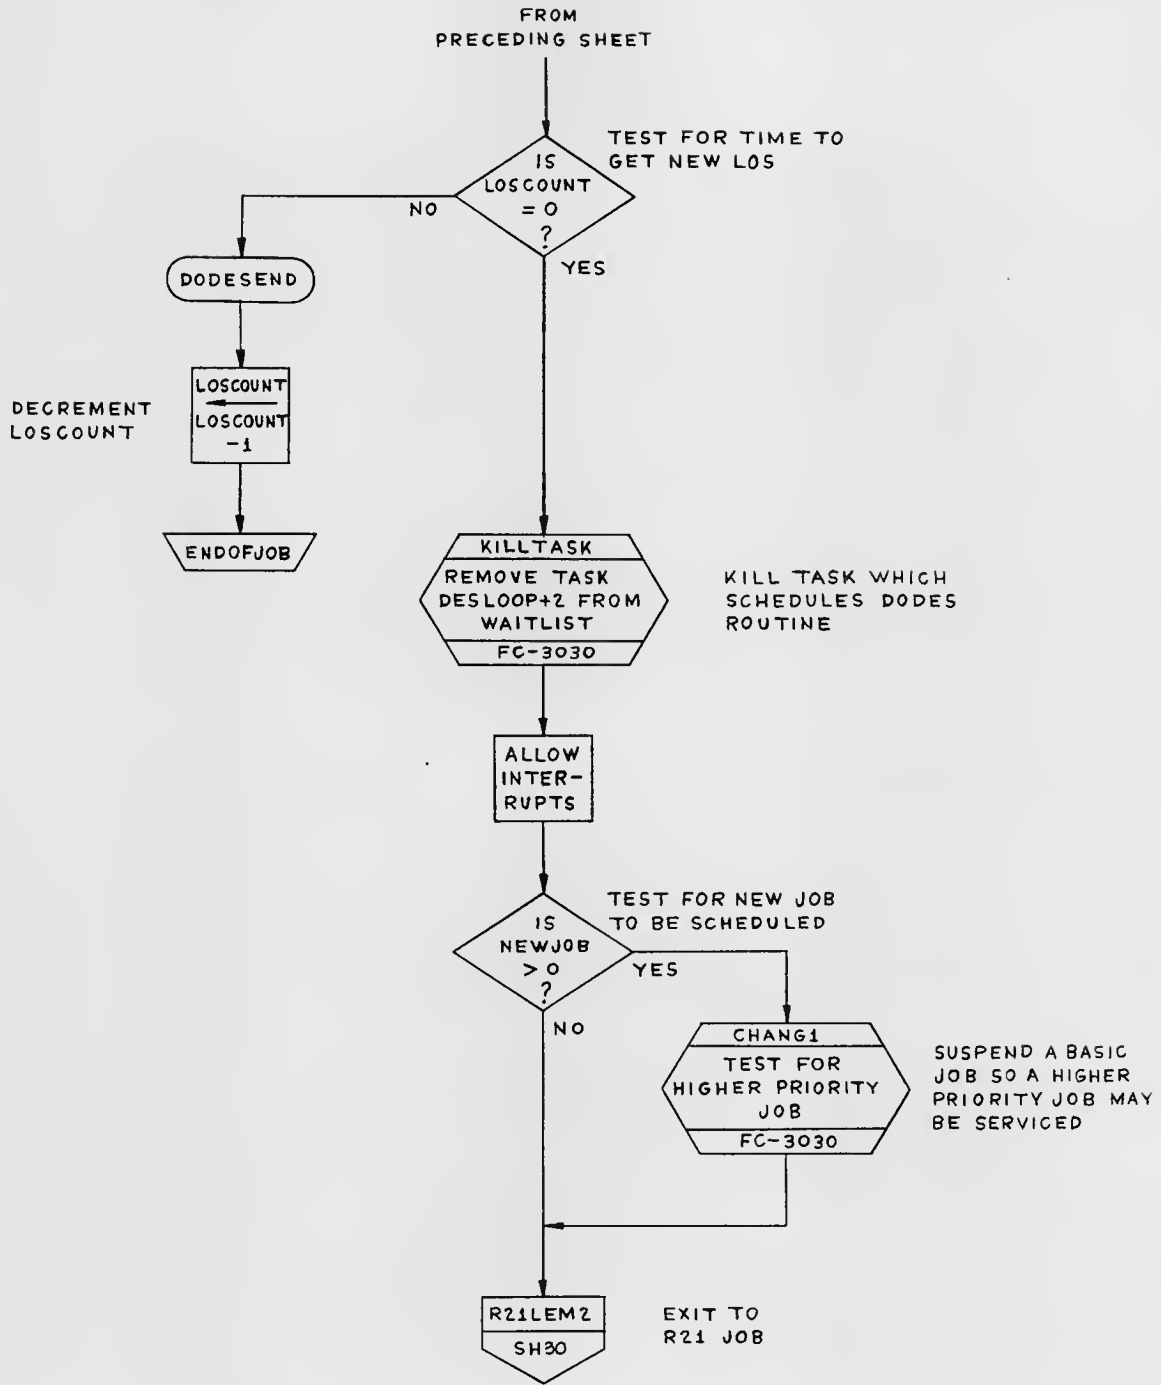 FROM
PRECEDING SHEET
TEST FOR TIME TO
GET NEW LOS
IS
LOSCOUNT
= 0
?
NO
YES
DODESEND
DECREMENT
LOSCOUNT
LOSCOUNT
LOSCOUNT
-1
ENDOFJOB
KILLTASK
REMOVE TASK
DESLOOP+2 FROM
WAITLIST
FC-3030
KILL TASK WHICH
SCHEDULES DODES
ROUTINE
ALLOW
INTER-
RUPTS
TEST FOR NEW JOB
TO BE SCHEDULED
IS
NEWJOB
> 0
?
YES
NO
CHANG1
TEST FOR
HIGHER PRIORITY
JOB
FC-3030
SUSPEND A BASIC
JOB SO A HIGHER
PRIORITY JOB MAY
BE SERVICED
R21LEM2
SH30
EXIT TO
R21 JOB